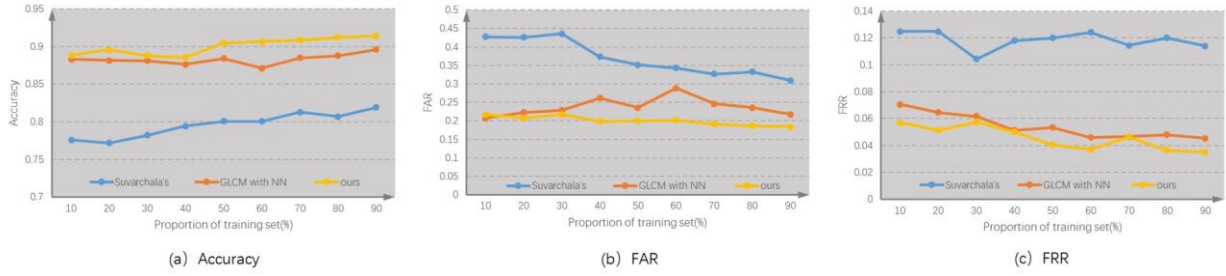 0.95
0.9
0.85
0.8
0.75
0.7
Accuracy
Suvarchala's GLCM with NN ours
10 20 30 40 50 60 70 80 90
Proportion of training set(%)
(a) Accuracy
0.5
0.45
0.4
0.35
0.3
0.25
0.2
0.15
0.1
0.05
0
FAR
Suvarchala's GLCM with NN ours
10 20 30 40 50 60 70 80 90
Proportion of training set(%)
(b) FAR
0.14
0.12
0.1
0.08
0.06
0.04
0.02
0
FRR
Suvarchala's GLCM with NN ours
10 20 30 40 50 60 70 80 90
Proportion of training set(%)
(c) FRR